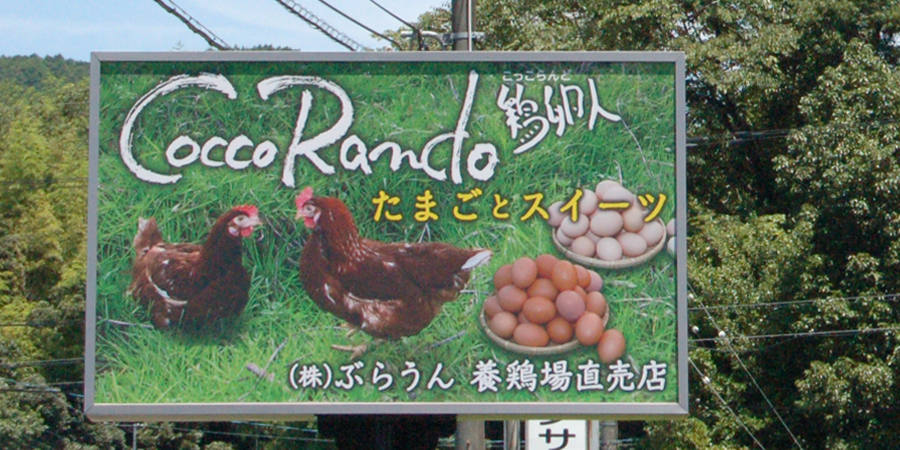 CoccoRando
こっこらんど
鶏卵人
たまごとスイーツ
(株)ぶらうん 養鶏場直売店
サ